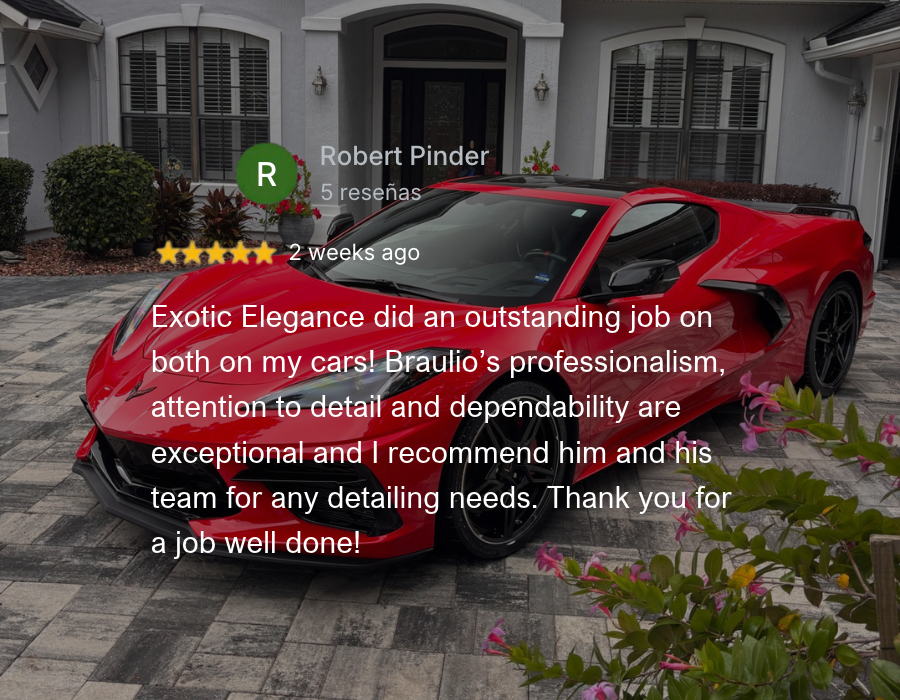 R
Robert Pinder
5 reseñas
2 weeks ago
Exotic Elegance did an outstanding job on
both on my cars! Braulio’s professionalism,
attention to detail and dependability are
exceptional and I recommend him and his
team for any detailing needs. Thank you for
a job well done!